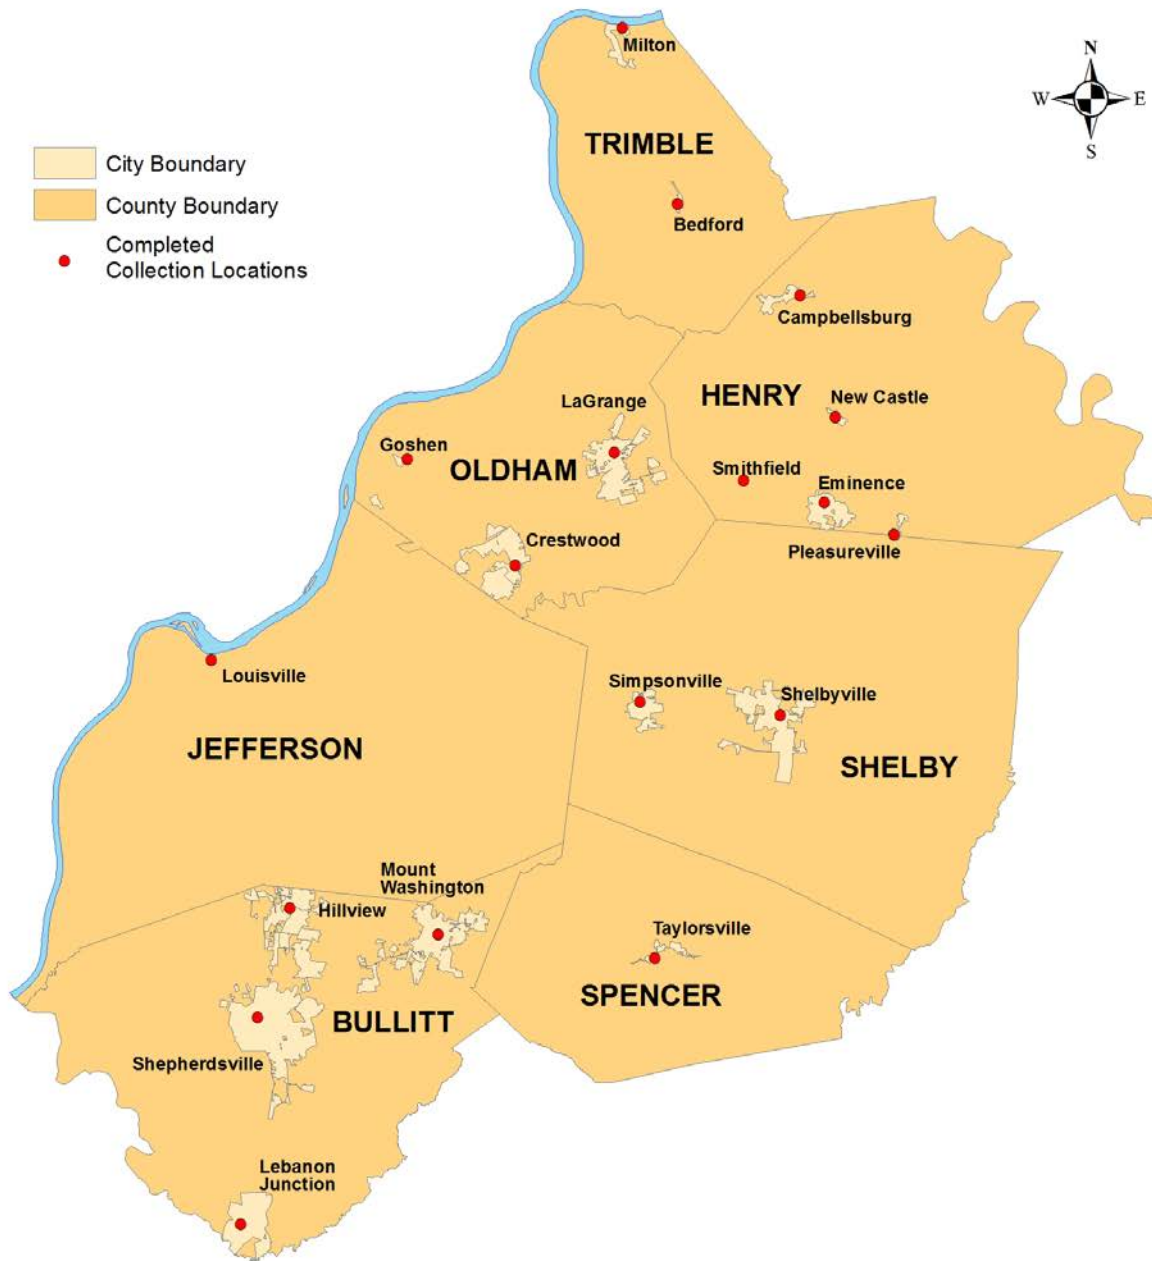 Milton
N
W
E
S
TRIMBLE
City Boundary
County Boundary
Completed
Collection Locations
Bedford
Campbellsburg
HENRY
New Castle
LaGrange
Goshen
OLDHAM
Smithfield
Eminence
Crestwood
Pleasureville
Louisville
Simpsonville
Shelbyville
JEFFERSON
SHELBY
Mount
Washington
Hillview
Taylorsville
SPENCER
BULLITT
Shepherdsville
Lebanon
Junction